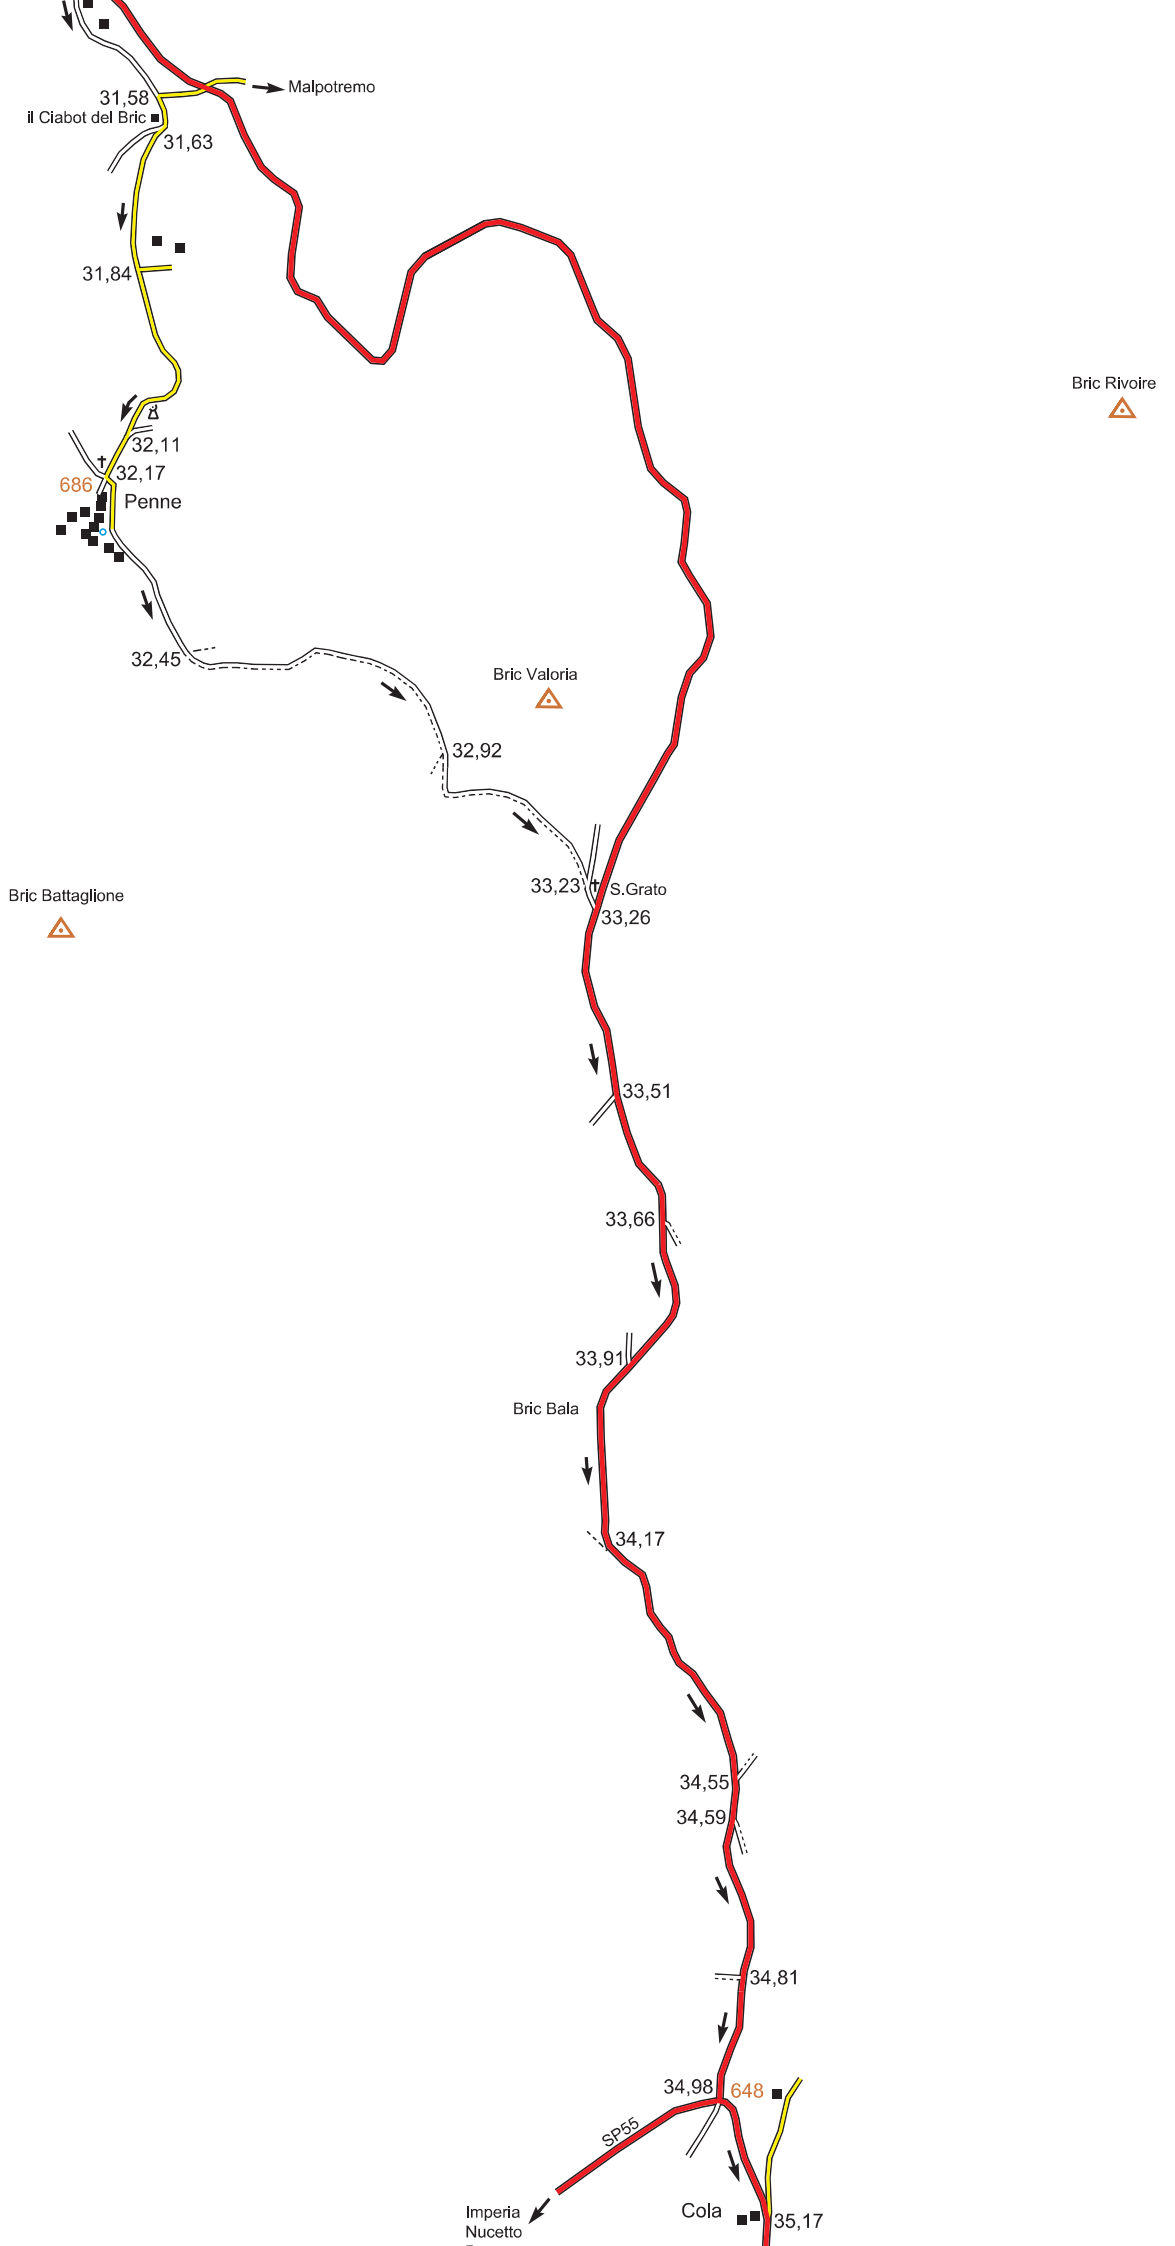 Malpotremo
31,58
il Ciabot del Bric
31,63
31,84
Bric Rivoire
32,11
32,17
686
Penne
32,45
Bric Valoria
32,92
33,23
S.Grato
Bric Battaglione
33,26
33,51
33,66
33,91
Bric Bala
34,17
34,55
34,59
34,81
34,98
648
SP55
Cola
Imperia
35,17
Nucetto